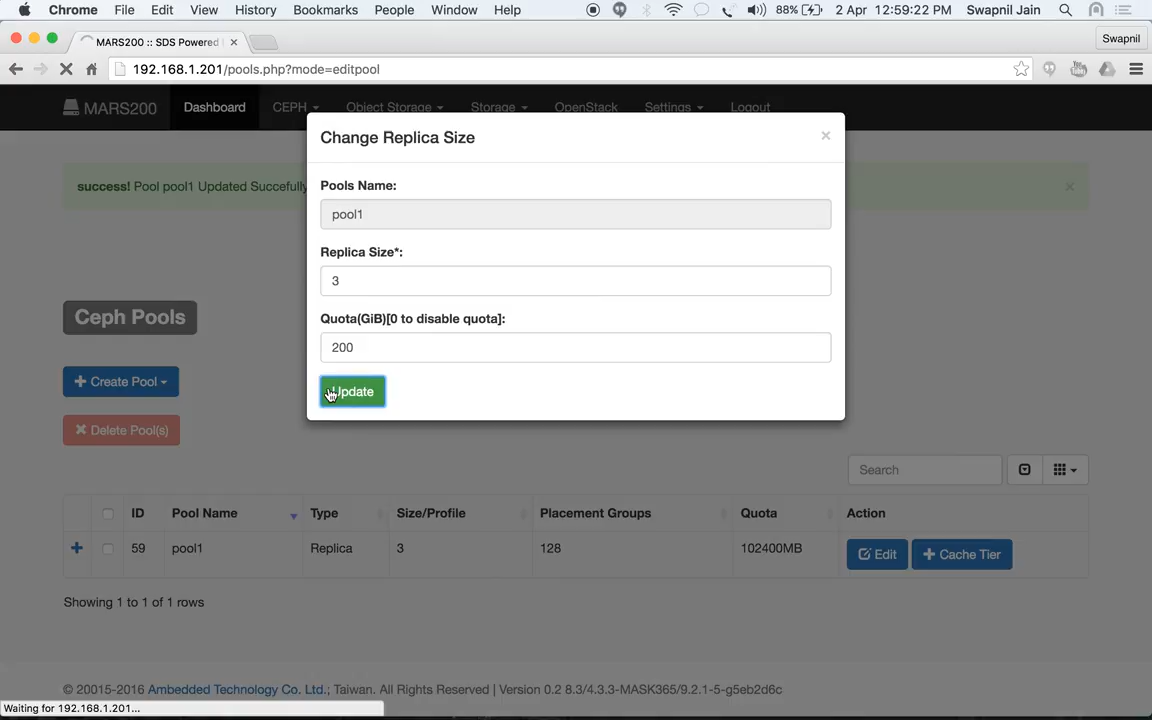 Chrome File Edit View History Bookmarks People Window Help 88% 2 Apr 12:59:22 PM Swapnil Jain
MARS200 :: SDS Powered
Swapnil
192.168.1.201/pools.php?mode=editpool
MARS200 Dashboard CEPH Object Storage Storage OpenStack Settings Logout
Change Replica Size
×
success! Pool pool1 Updated Succefully
×
Pools Name:
pool1
Replica Size*:
3
Quota(GiB)[0 to disable quota]:
200
Update
Ceph Pools
Create Pool
Delete Pool(s)
Search
ID Pool Name Type Size/Profile Placement Groups Quota Action
59 pool1 Replica 3 128 102400MB Edit Cache Tier
Showing 1 to 1 of 1 rows
© 20015-2016 Ambedded Technology Co. Ltd.; Taiwan. All Rights Reserved | Version 0.2 8.3/4.3.3-MASK365/9.2.1-5-g5eb2d6c
Waiting for 192.168.1.201...